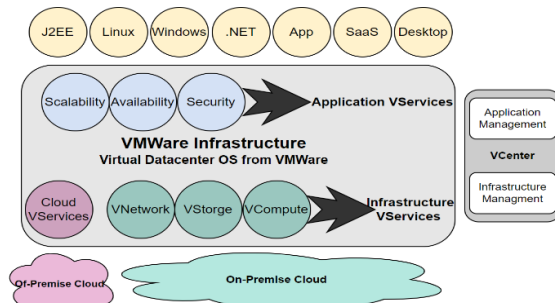 J2EE Linux Windows .NET App SaaS Desktop
Scalability Availability Security Application VServices
VMWare Infrastructure
Virtual Datacenter OS from VMWare
Cloud
VServices
VNetwork VStorge VCompute Infrastructure
VServices
Application
Management
VCenter
Infrastructure
Managment
Of-Premise Cloud On-Premise Cloud